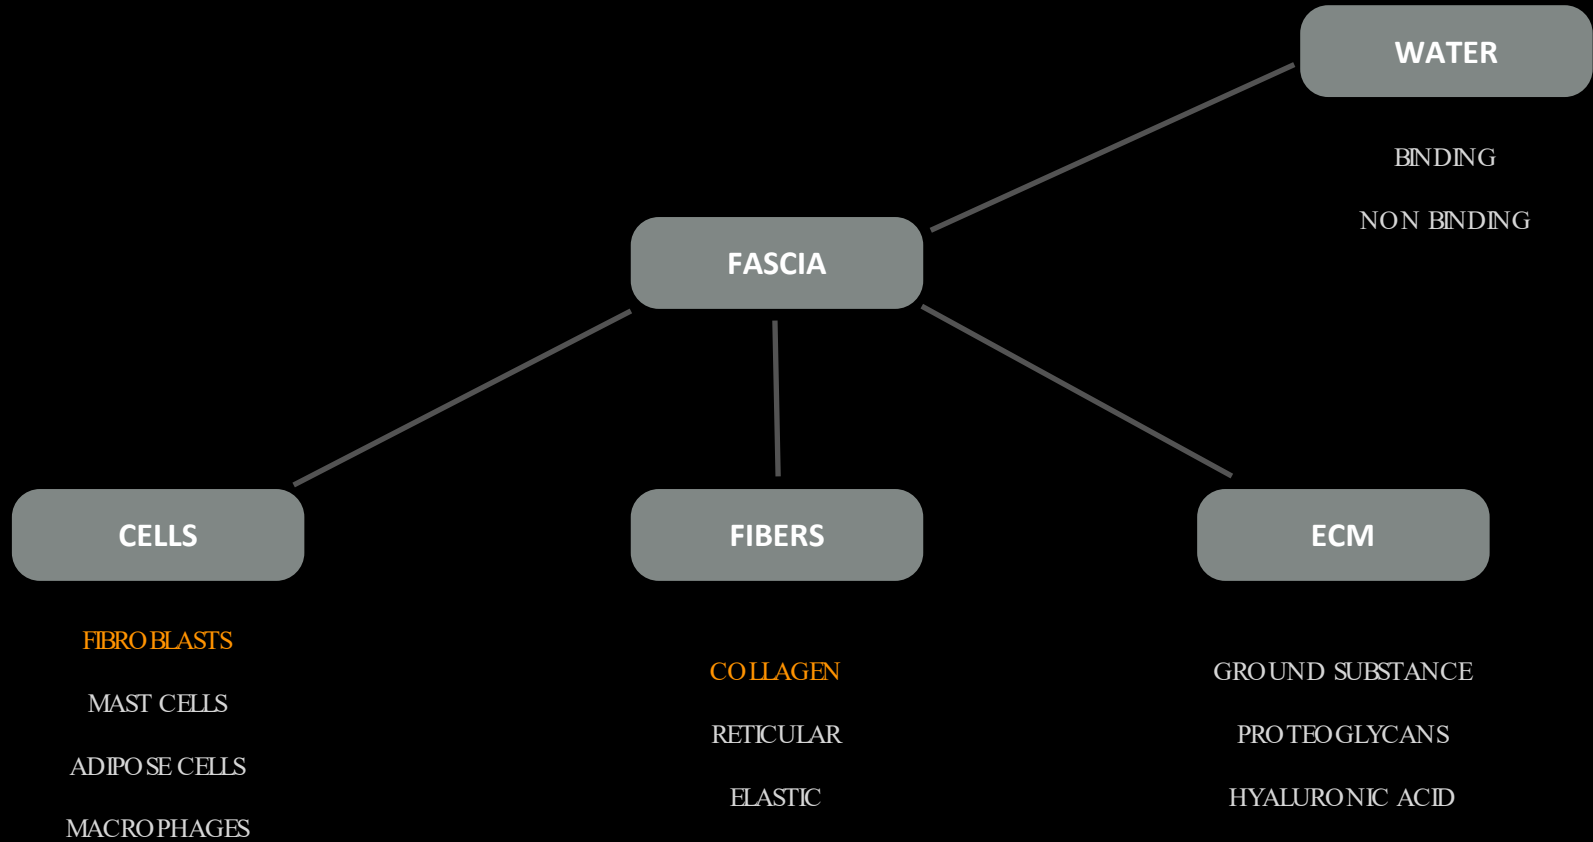 WATER
BINDING
NON BINDING
FASCIA
CELLS
FIBROBLASTS
MAST CELLS
ADIPOSE CELLS
MACROPHAGES
FIBERS
COLLAGEN
RETICULAR
ELASTIC
ECM
GROUND SUBSTANCE
PROTEOGLYCANS
HYALURONIC ACID